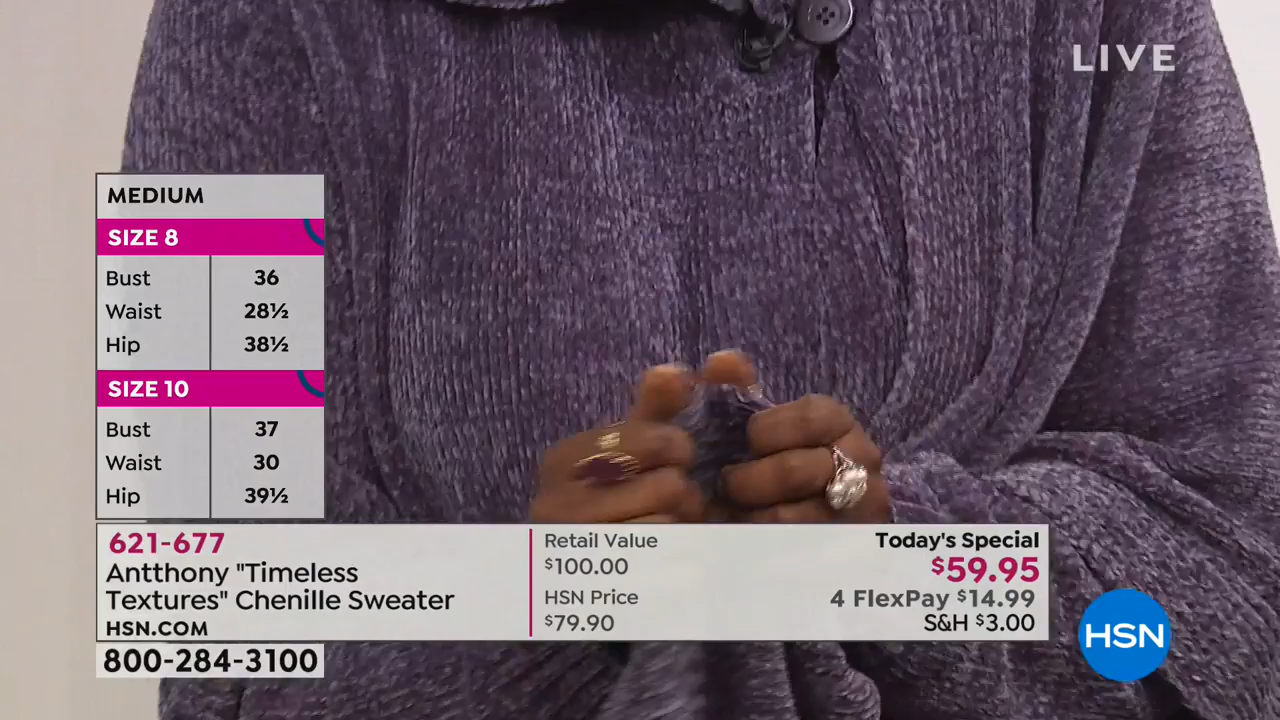 LIVE
MEDIUM
SIZE 8
Bust 36
Waist 28½
Hip 38½
SIZE 10
Bust 37
Waist 30
Hip 39½
621-677
Antthony "Timeless
Textures" Chenille Sweater
HSN.COM
Retail Value
$100.00
HSN Price
$79.90
Today's Special
$59.95
4 FlexPay $14.99
S&H $3.00
800-284-3100
HSN